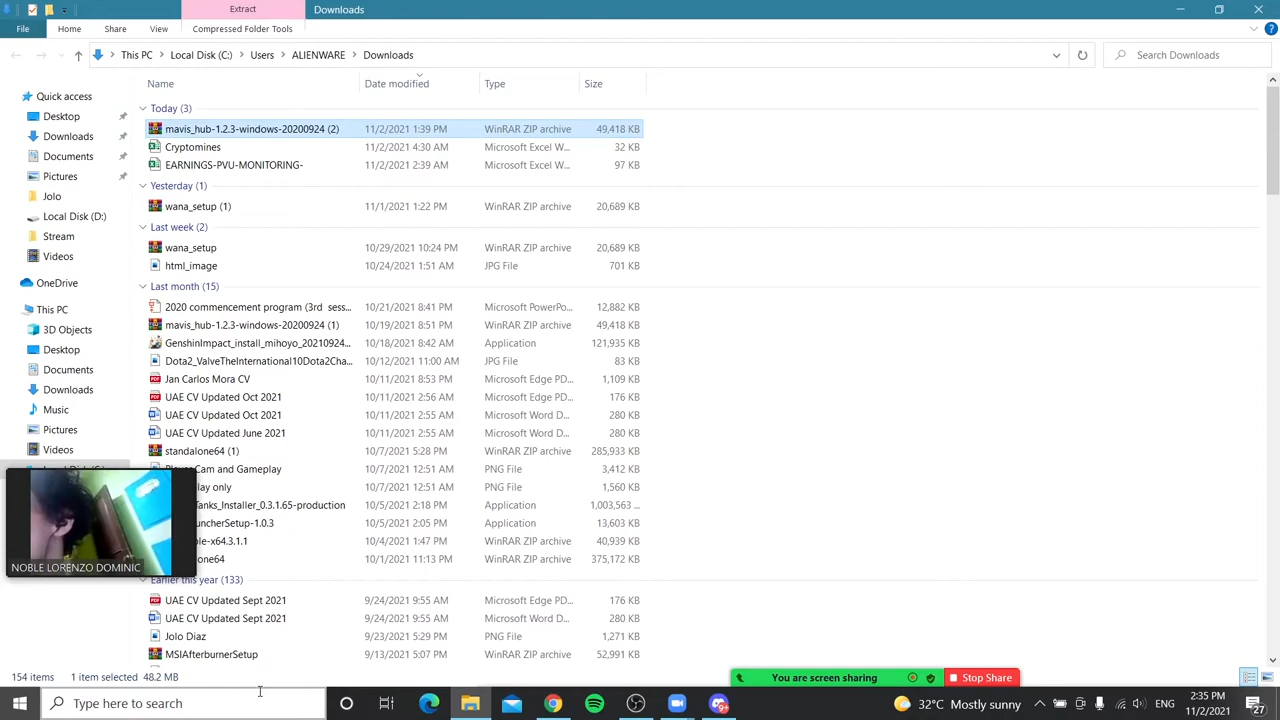 Extract
Downloads
File
Home
Share
View
Compressed Folder Tools
This PC
Local Disk (C:)
Users
ALIENWARE
Downloads
Search Downloads
Name
Date modified
Type
Size
Quick access
Desktop
Downloads
Documents
Pictures
Jolo
Local Disk (D:)
Stream
Videos
OneDrive
This PC
3D Objects
Desktop
Documents
Downloads
Music
Pictures
Videos
Today (3)
mavis_hub-1.2.3-windows-20200924 (2) 11/2/2021 1:39 PM WinRAR ZIP archive 49,418 KB
Cryptomines 11/2/2021 4:30 AM Microsoft Excel W... 32 KB
EARNINGS-PVU-MONITORING- 11/2/2021 2:39 AM Microsoft Excel W... 97 KB
Yesterday (1)
wana_setup (1) 11/1/2021 1:22 PM WinRAR ZIP archive 20,689 KB
Last week (2)
wana_setup 10/29/2021 10:24 PM WinRAR ZIP archive 20,689 KB
html_image 10/24/2021 1:51 AM JPG File 701 KB
Last month (15)
2020 commencement program (3rd sess... 10/21/2021 8:41 PM Microsoft PowerPo... 12,882 KB
mavis_hub-1.2.3-windows-20200924 (1) 10/19/2021 8:51 PM WinRAR ZIP archive 49,418 KB
GenshinImpact_install_mihoyo_20210924... 10/18/2021 8:42 AM Application 121,935 KB
Dota2_ValveTheInternational10Dota2Cha... 10/12/2021 11:00 AM JPG File 83 KB
Jan Carlos Mora CV 10/11/2021 8:53 PM Microsoft Edge PD... 1,109 KB
UAE CV Updated Oct 2021 10/11/2021 2:56 AM Microsoft Edge PD... 176 KB
UAE CV Updated Oct 2021 10/11/2021 2:55 AM Microsoft Word D... 280 KB
UAE CV Updated June 2021 10/11/2021 2:55 AM Microsoft Word D... 280 KB
standalone64 (1) 10/7/2021 5:28 PM WinRAR ZIP archive 285,933 KB
Cam and Gameplay 10/7/2021 12:51 AM PNG File 3,412 KB
lay only 10/7/2021 12:51 AM PNG File 1,560 KB
Tanks_Installer_0.3.1.65-production 10/5/2021 2:18 PM Application 1,003,563 ...
uncherSetup-1.0.3 10/5/2021 2:05 PM Application 13,603 KB
le-x64.3.1.1 10/4/2021 1:47 PM WinRAR ZIP archive 40,939 KB
one64 10/1/2021 11:13 PM WinRAR ZIP archive 375,172 KB
Earlier this year (133)
UAE CV Updated Sept 2021 9/24/2021 9:55 AM Microsoft Edge PD... 176 KB
UAE CV Updated Sept 2021 9/24/2021 9:55 AM Microsoft Word D... 280 KB
Jolo Diaz 9/23/2021 5:29 PM PNG File 1,271 KB
MSIAfterburnerSetup 9/13/2021 5:07 PM WinRAR ZIP archive 52,991 KB
NOBLE LORENZO DOMINIC
154 items 1 item selected 48.2 MB
You are screen sharing
Stop Share
Type here to search
32°C Mostly sunny
ENG
2:35 PM
11/2/2021
27